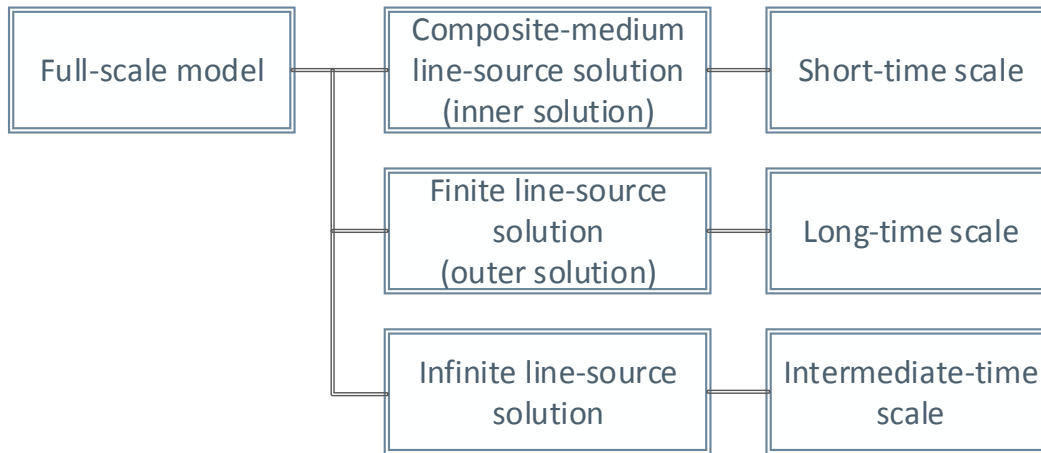 Full-scale model
Composite-medium
line-source solution
(inner solution)
Short-time scale
Finite line-source
solution
(outer solution)
Long-time scale
Infinite line-source
solution
Intermediate-time
scale